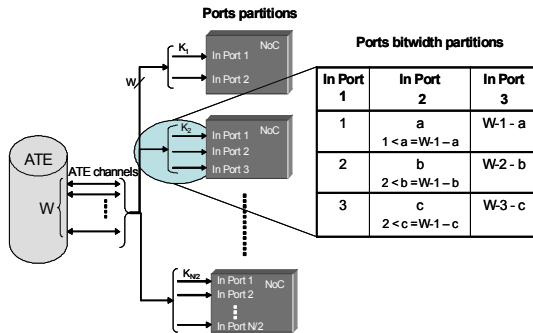 Ports partitions
K1
NoC
In Port 1
In Port 2
W
Ports bitwidth partitions
In Port 1
In Port 2
In Port 3
1
a
1 < a = W-1 – a
W-1 - a
2
b
2 < b = W-1 – b
W-2 - b
3
c
2 < c = W-1 – c
W-3 - c
K2
In Port 1
NoC
In Port 2
In Port 3
ATE
ATE channels
W
KN/2
In Port 1
NoC
In Port 2
In Port N/2